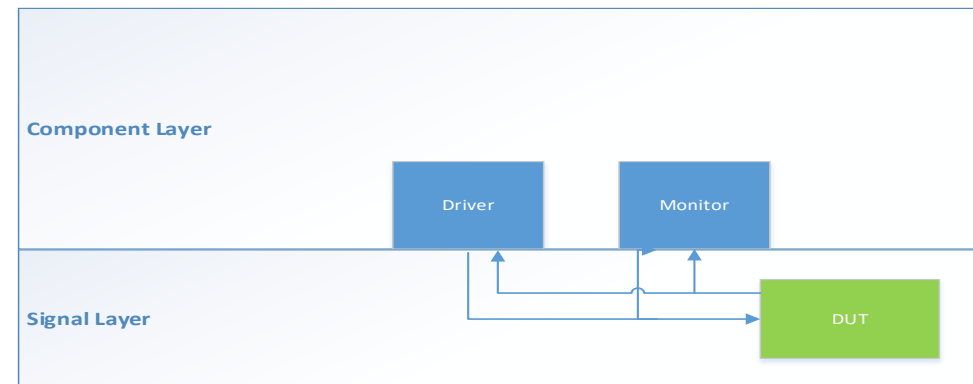 Component Layer
Driver
Monitor
Signal Layer
DUT